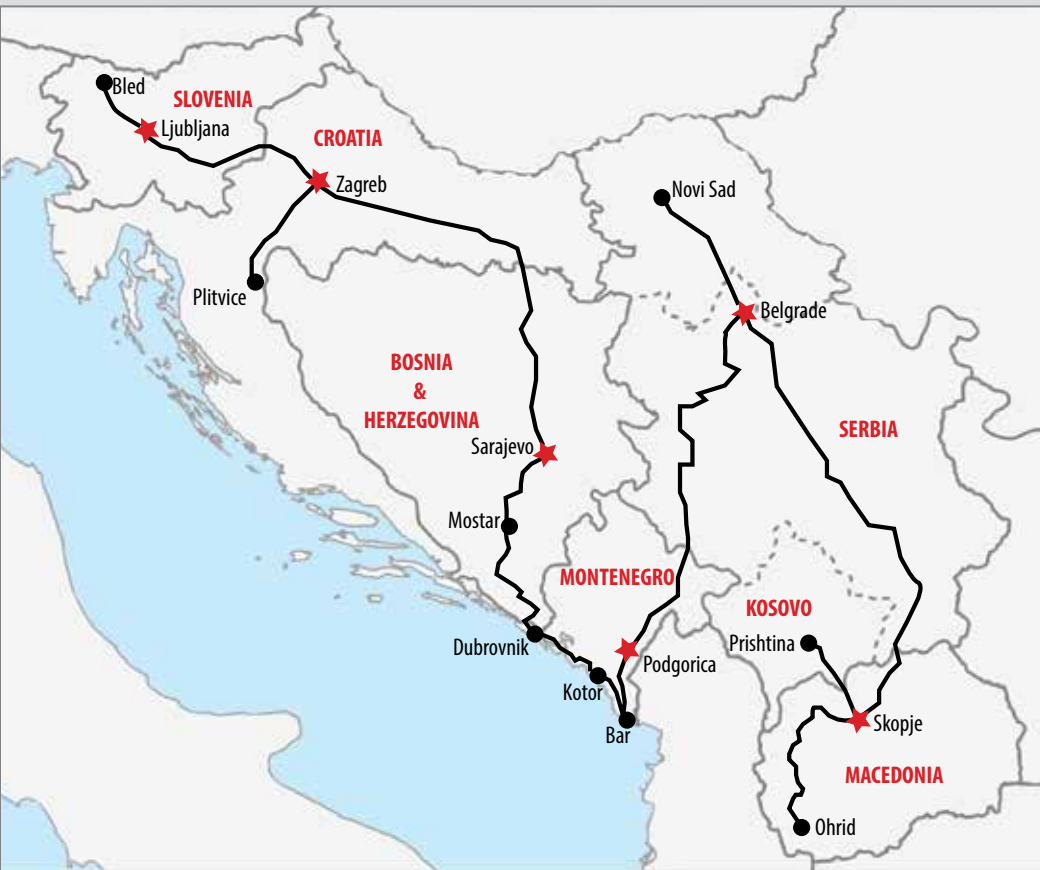 Bled
SLOVENIA
Ljubljana
CROATIA
Zagreb
Novi Sad
Plitvice
Belgrade
BOSNIA
&
HERZEGOVINA
SERBIA
Sarajevo
Mostar
MONTENEGRO
KOSOVO
Prishtina
Dubrovnik
Podgorica
Kotor
Bar
Skopje
MACEDONIA
Ohrid